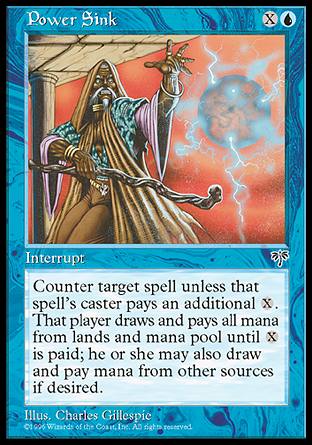 Power Sink X
Interrupt
Counter target spell unless that
spell's caster pays an additional X.
That player draws and pays all mana
from lands and mana pool until X
is paid; he or she may also draw
and pay mana from other sources
if desired.
Illus. Charles Gillespie
©1996 Wizards of the Coast, Inc. All rights reserved.